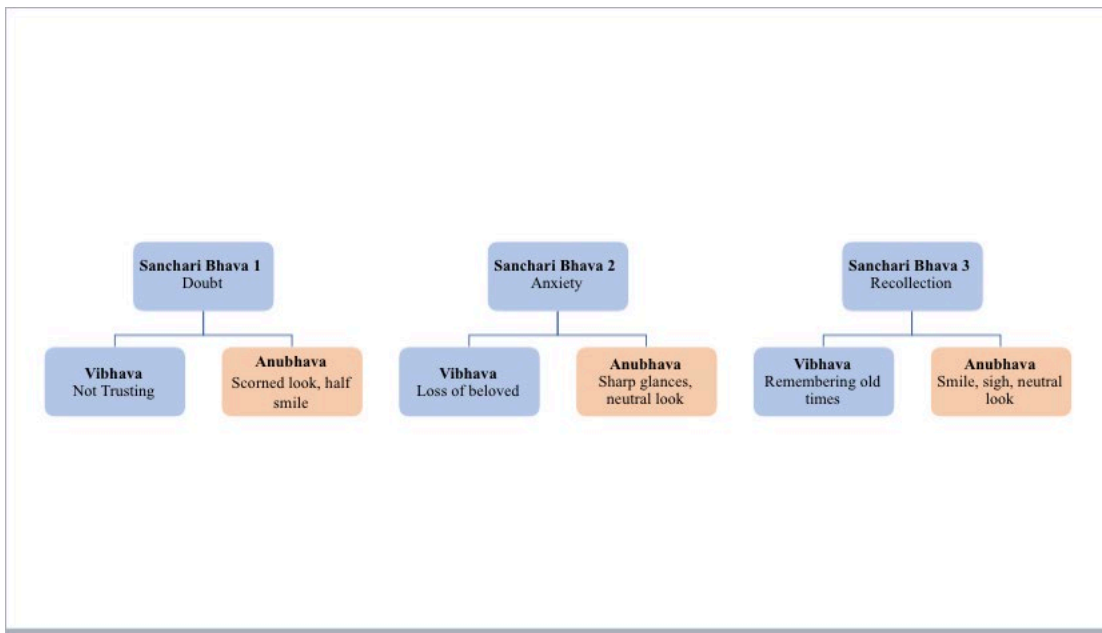 Sanchari Bhava 1
Doubt
Vibhava
Not Trusting
Anubhava
Scorned look, half
smile
Sanchari Bhava 2
Anxiety
Vibhava
Loss of beloved
Anubhava
Sharp glances,
neutral look
Sanchari Bhava 3
Recollection
Vibhava
Remembering old
times
Anubhava
Smile, sigh, neutral
look